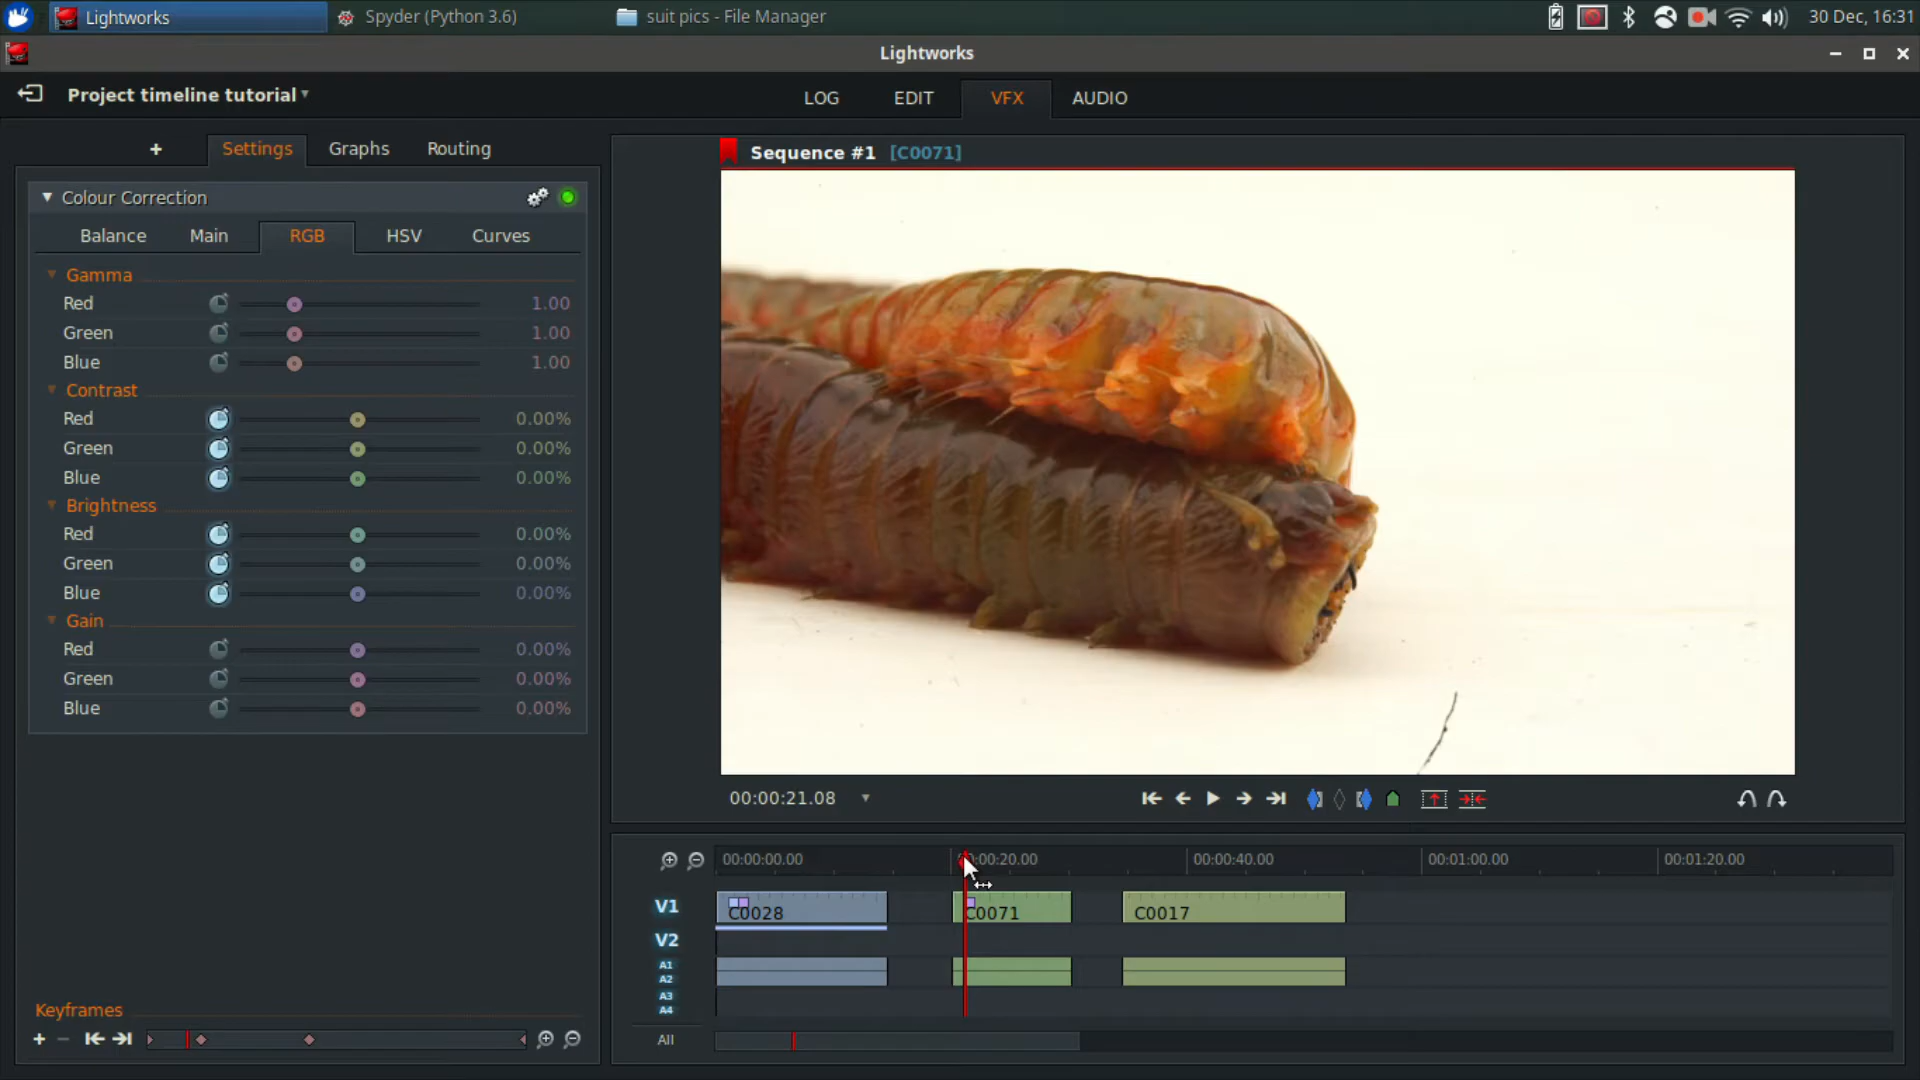 Lightworks
Spyder (Python 3.6)
suit pics - File Manager
30 Dec, 16:31
Lightworks
Project timeline tutorial
LOG
EDIT
VFX
AUDIO
+
Settings
Graphs
Routing
Sequence #1 [C0071]
Colour Correction
Balance
Main
RGB
HSV
Curves
Gamma
Red 1.00
Green 1.00
Blue 1.00
Contrast
Red 0.00%
Green 0.00%
Blue 0.00%
Brightness
Red 0.00%
Green 0.00%
Blue 0.00%
Gain
Red 0.00%
Green 0.00%
Blue 0.00%
00:00:21.08
00:00:00.00
:00:20.00
00:00:40.00
00:01:00.00
00:01:20.00
V1
C0028
C0071
C0017
V2
A1
A2
A3
A4
All
Keyframes